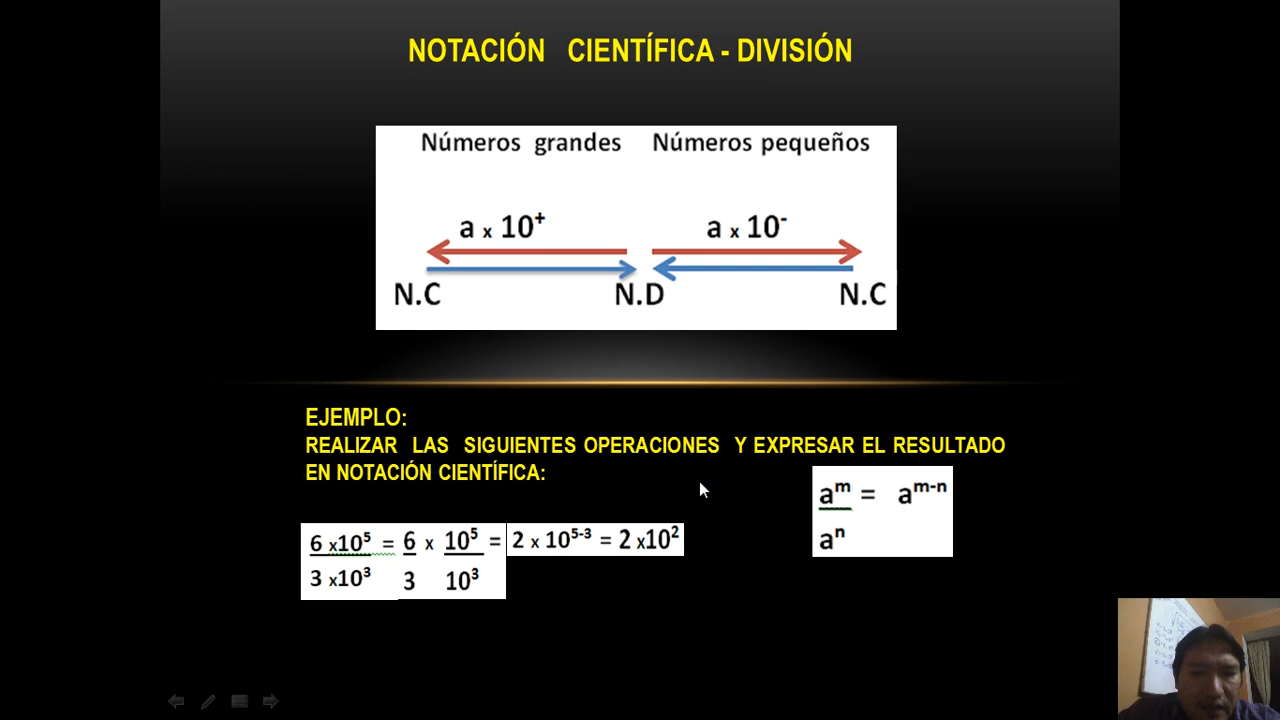 NOTACIÓN CIENTÍFICA - DIVISIÓN
Números grandes Números pequeños
a x 10⁺ a x 10⁻
N.C N.D N.C
EJEMPLO:
REALIZAR LAS SIGUIENTES OPERACIONES Y EXPRESAR EL RESULTADO
EN NOTACIÓN CIENTÍFICA:
aᵐ = aᵐ⁻ⁿ
aⁿ
6 x10⁵ = 6 x 10⁵ = 2 x 10⁵⁻³ = 2 x10²
3 x10³ 3 10³